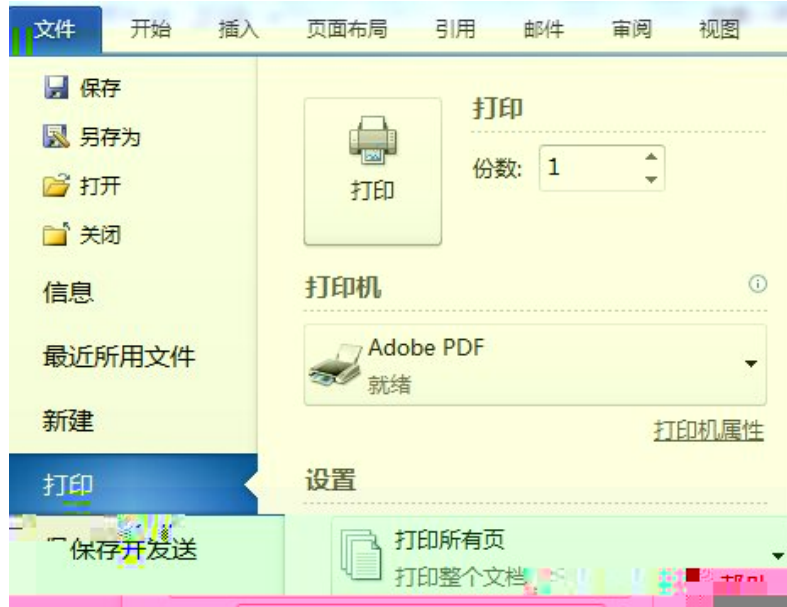 文件 开始 插入 页面布局 引用 邮件 审阅 视图
保存
另存为
打开
关闭
信息
最近所用文件
新建
打印
保存并发送
打印
打印
份数: 1
打印机
Adobe PDF
就绪
打印机属性
设置
打印所有页
打印整个文档